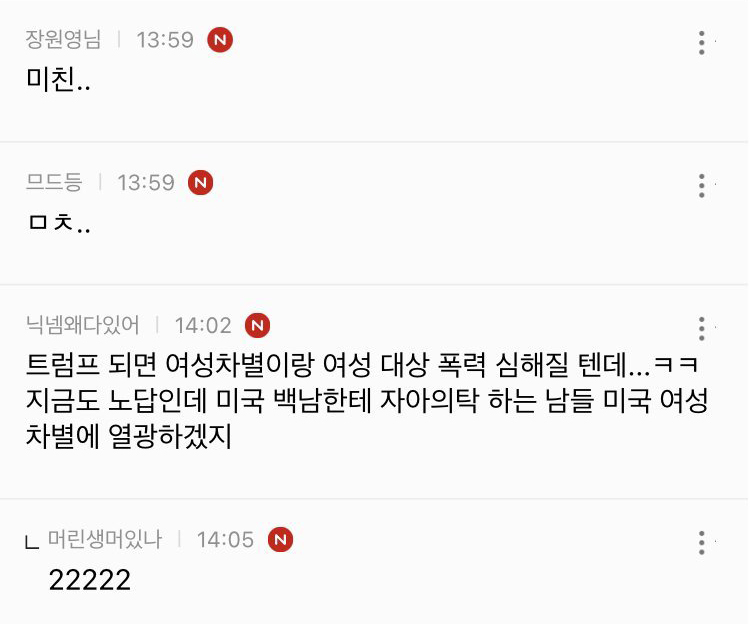 장원영님 | 13:59 N
미친..
므드등 | 13:59 N
ㅁㅊ..
닉넴왜다있어 | 14:02 N
트럼프 되면 여성차별이랑 여성 대상 폭력 심해질 텐데...ㅋㅋ
지금도 노답인데 미국 백남한테 자아의탁 하는 남들 미국 여성
차별에 열광하겠지
ㄴ 머린생머있나 | 14:05 N
22222